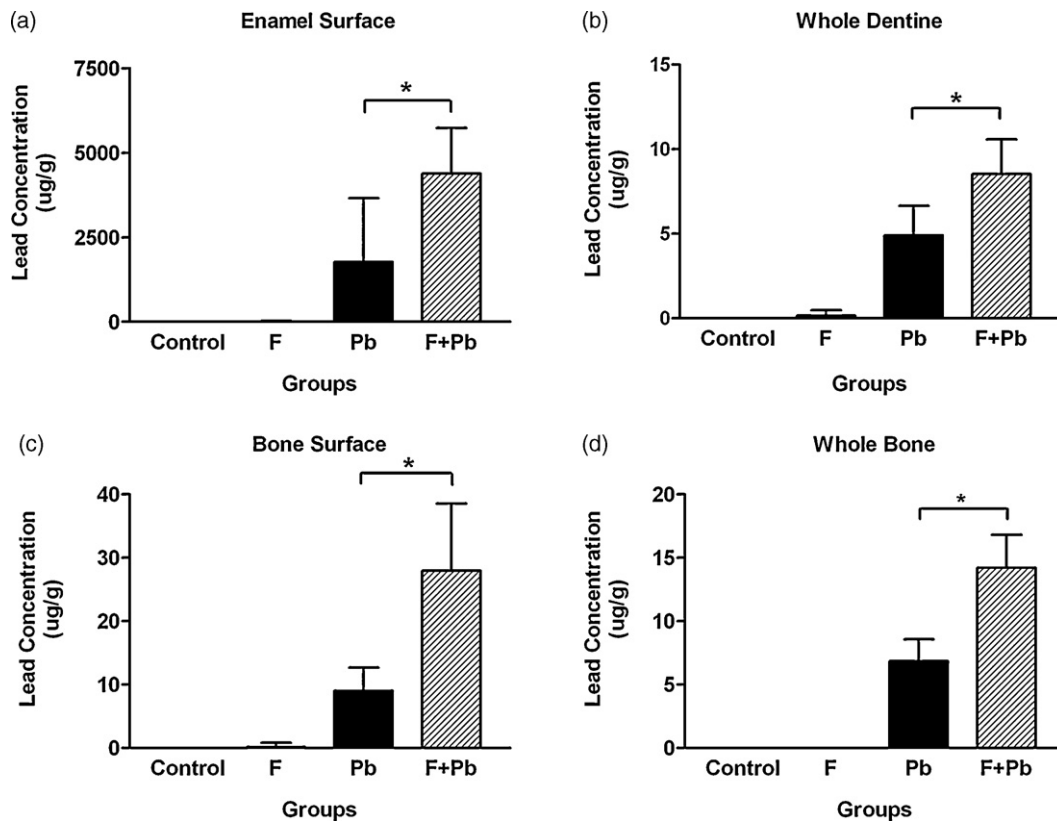 (a)
Enamel Surface
Lead Concentration
(ug/g)
7500
5000
2500
0
*
Control F Pb F+Pb
Groups
(b)
Whole Dentine
Lead Concentration
(ug/g)
15
10
5
0
*
Control F Pb F+Pb
Groups
(c)
Bone Surface
Lead Concentration
(ug/g)
40
30
20
10
0
*
Control F Pb F+Pb
Groups
(d)
Whole Bone
Lead Concentration
(ug/g)
20
15
10
5
0
*
Control F Pb F+Pb
Groups